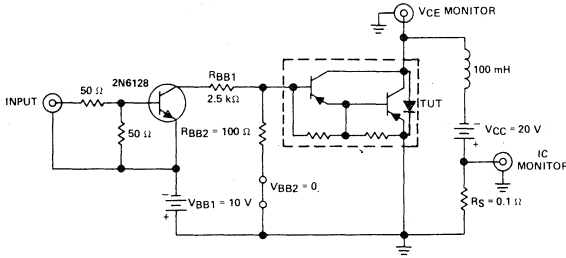 VCE MONITOR
2N6128
RBB1
2.5 kΩ
50 Ω
INPUT
50 Ω
RBB2 = 100 Ω
TUT
100 mH
VCC = 20 V
IC
MONITOR
VBB2 = 0
VBB1 = 10 V
RS = 0.1 Ω